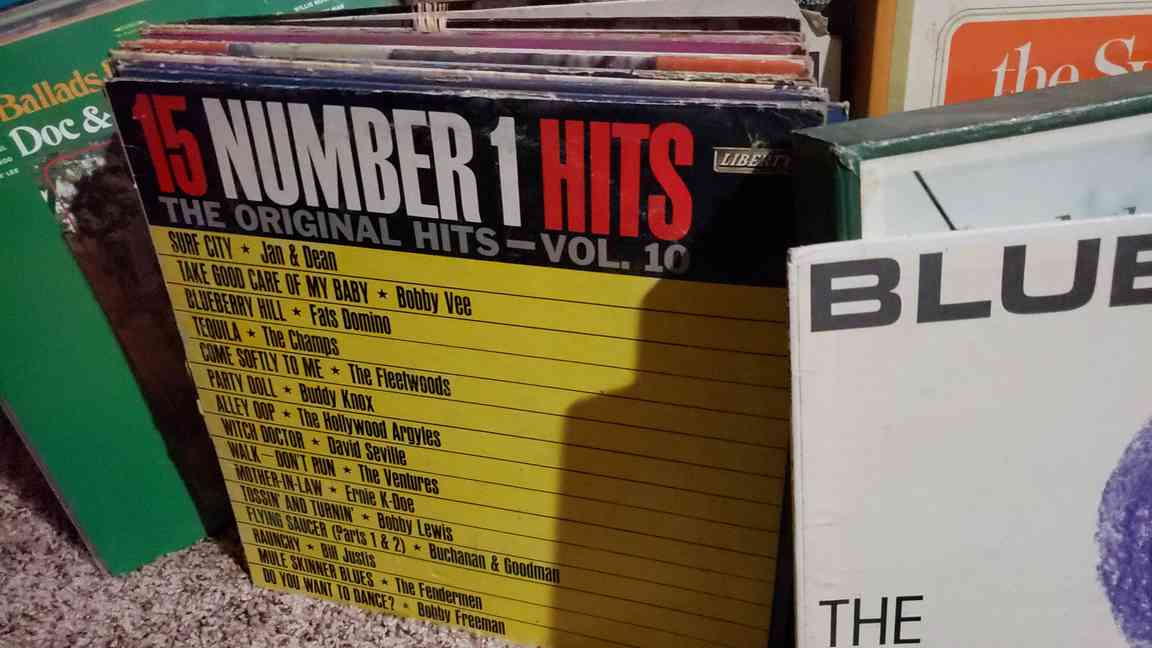 Ballads
Doc &
15 NUMBER 1 HITS
LIBERTY
THE ORIGINAL HITS — VOL. 10
SURF CITY ★ Jan & Dean
TAKE GOOD CARE OF MY BABY ★ Bobby Vee
BLUEBERRY HILL ★ Fats Domino
TEQUILA ★ The Champs
COME SOFTLY TO ME ★ The Fleetwoods
PARTY DOLL ★ Buddy Knox
ALLEY OOP ★ The Hollywood Argyles
WITCH DOCTOR ★ David Seville
WALK—DON'T RUN ★ The Ventures
MOTHER-IN-LAW ★ Ernie K-Doe
TOSSIN' AND TURNIN' ★ Bobby Lewis
FLYING SAUCER (Parts 1 & 2) ★ Buchanan & Goodman
RAUNCHY ★ Bill Justis
MULE SKINNER BLUES ★ The Fendermen
DO YOU WANT TO DANCE? ★ Bobby Freeman
the
BLUE
THE